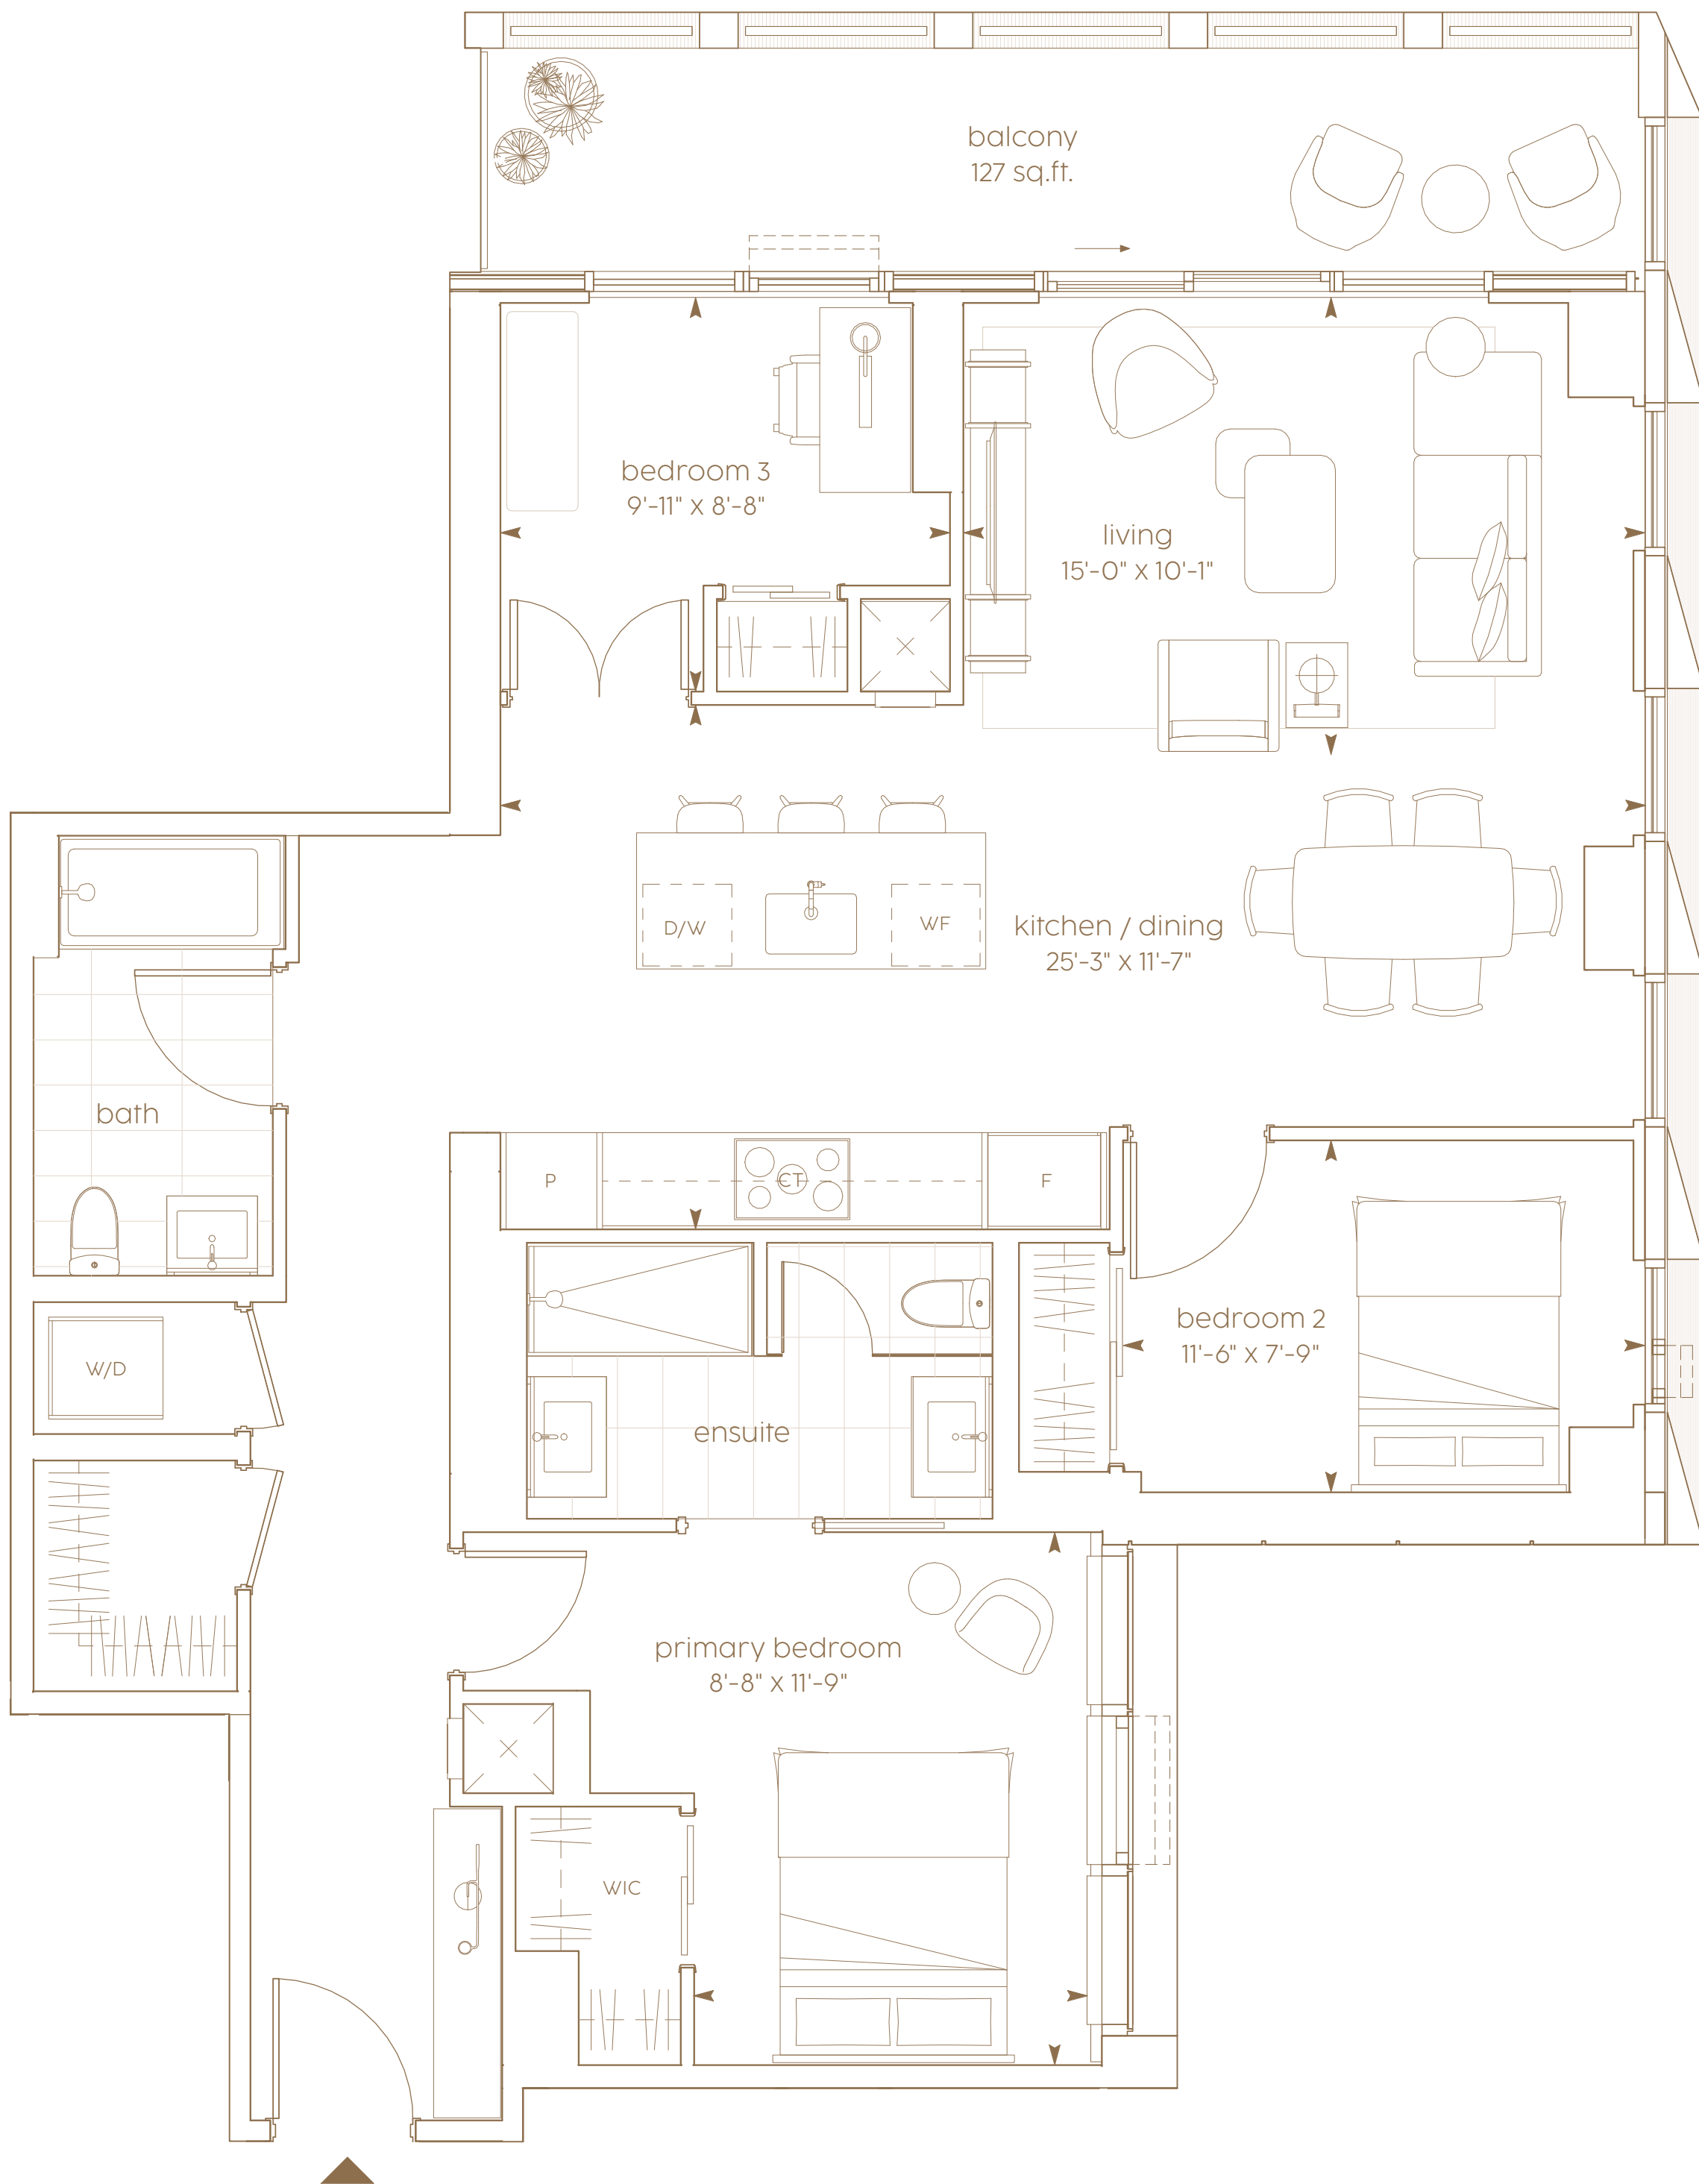 balcony
127 sq.ft.
bedroom 3
9'-11" X 8'-8"
living
15'-0" X 10'-1"
D/W
WF
kitchen / dining
25'-3" X 11'-7"
bath
P
CT
F
bedroom 2
11'-6" X 7'-9"
W/D
ensuite
primary bedroom
8'-8" X 11'-9"
WIC